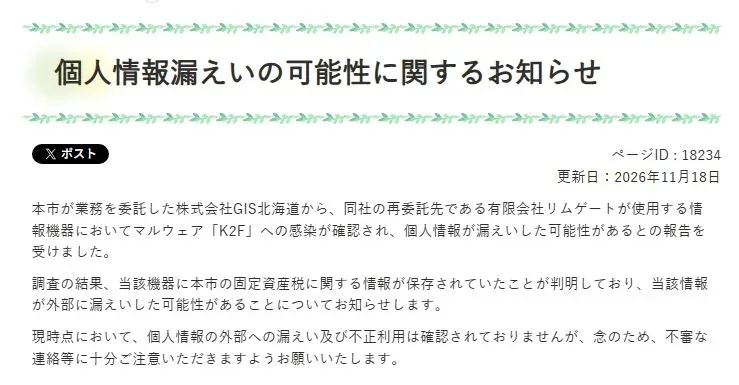 個人情報漏えいの可能性に関するお知らせ
X ポスト
ページID : 18234
更新日：2026年11月18日
本市が業務を委託した株式会社GIS北海道から、同社の再委託先である有限会社リムゲートが使用する情
報機器においてマルウェア「K2F」への感染が確認され、個人情報が漏えいした可能性があるとの報告を
受けました。
調査の結果、当該機器に本市の固定資産税に関する情報が保存されていたことが判明しており、当該情報
が外部に漏えいした可能性があることについてお知らせします。
現時点において、個人情報の外部への漏えい及び不正利用は確認されておりませんが、念のため、不審な
連絡等に十分ご注意いただきますようお願いいたします。